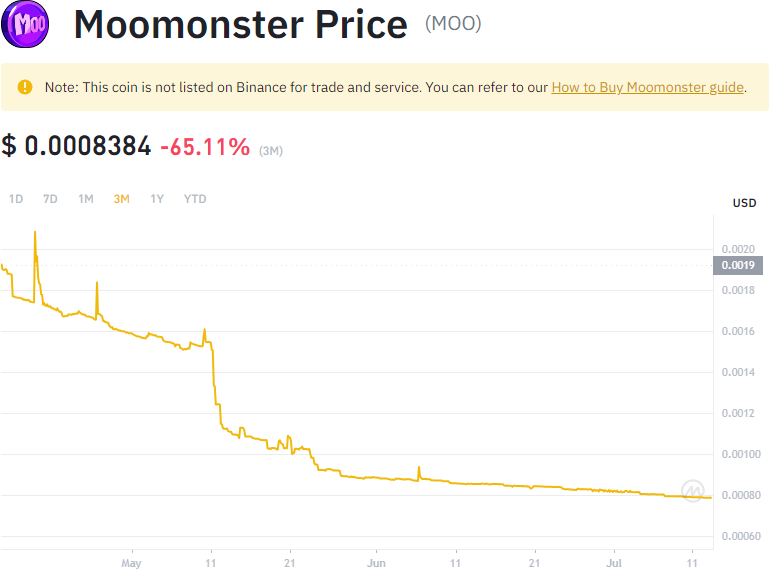 MOO
Moomonster Price (MOO)
Note: This coin is not listed on Binance for trade and service. You can refer to our How to Buy Moomonster guide.
$ 0.0008384 -65.11% (3M)
1D 7D 1M 3M 1Y YTD
USD
0.0020
0.0019
0.0018
0.0016
0.0014
0.0012
0.00100
0.00080
0.00060
May 11 21 Jun 11 21 Jul 11